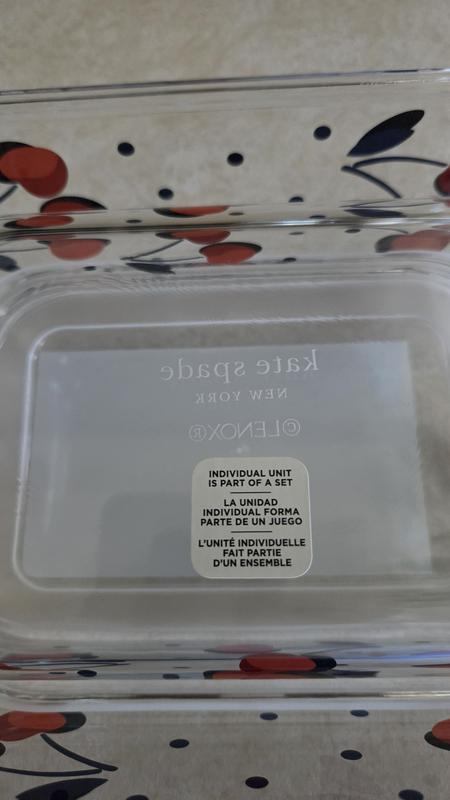 kate spade
NEW YORK
©LENOX®
INDIVIDUAL UNIT
IS PART OF A SET
LA UNIDAD
INDIVIDUAL FORMA
PARTE DE UN JUEGO
L'UNITÉ INDIVIDUELLE
FAIT PARTIE
D'UN ENSEMBLE